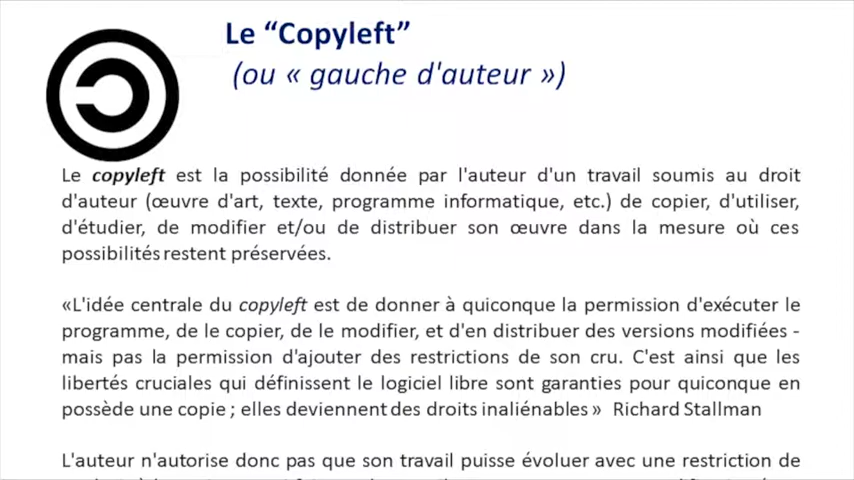 Le “Copyleft”
(ou « gauche d'auteur »)
Le copyleft est la possibilité donnée par l'auteur d'un travail soumis au droit
d'auteur (œuvre d'art, texte, programme informatique, etc.) de copier, d'utiliser,
d'étudier, de modifier et/ou de distribuer son œuvre dans la mesure où ces
possibilités restent préservées.
«L'idée centrale du copyleft est de donner à quiconque la permission d'exécuter le
programme, de le copier, de le modifier, et d'en distribuer des versions modifiées -
mais pas la permission d'ajouter des restrictions de son cru. C'est ainsi que les
libertés cruciales qui définissent le logiciel libre sont garanties pour quiconque en
possède une copie ; elles deviennent des droits inaliénables » Richard Stallman
L'auteur n'autorise donc pas que son travail puisse évoluer avec une restriction de